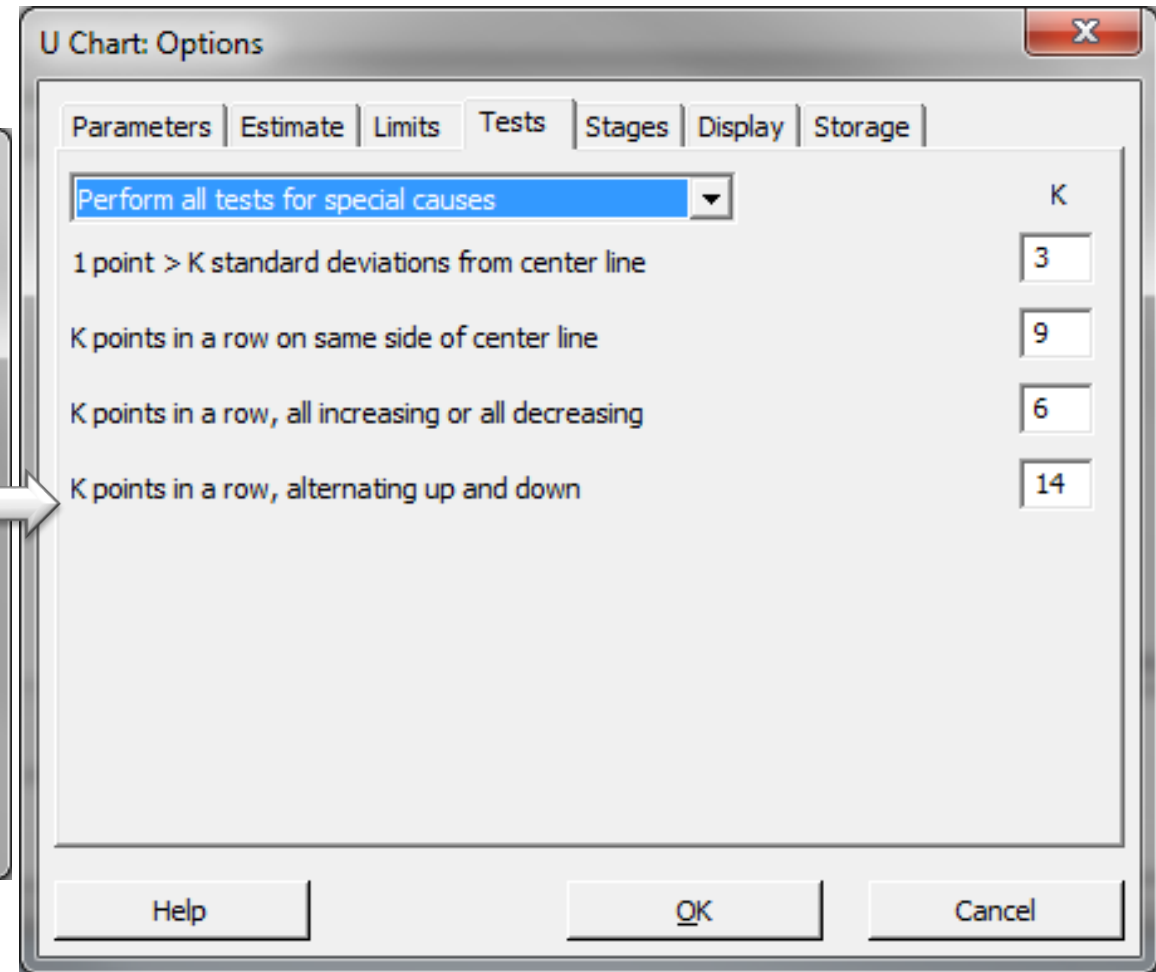 U Chart: Options
Parameters Estimate Limits Tests Stages Display Storage
Perform all tests for special causes K
1 point > K standard deviations from center line 3
K points in a row on same side of center line 9
K points in a row, all increasing or all decreasing 6
K points in a row, alternating up and down 14
Help OK Cancel